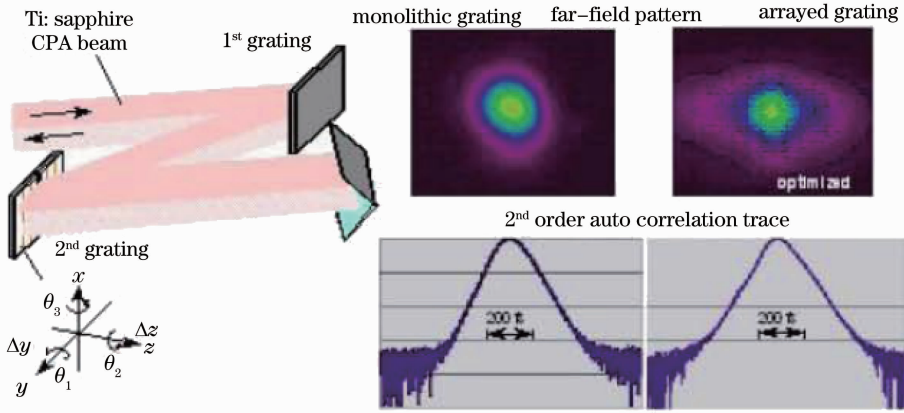 Ti: sapphire
CPA beam
1st grating
2nd grating
x
θ3
Δy
y
θ1
θ2
Δz
z
monolithic grating far-field pattern arrayed grating
optimized
2nd order auto correlation trace
200 fs
200 fs